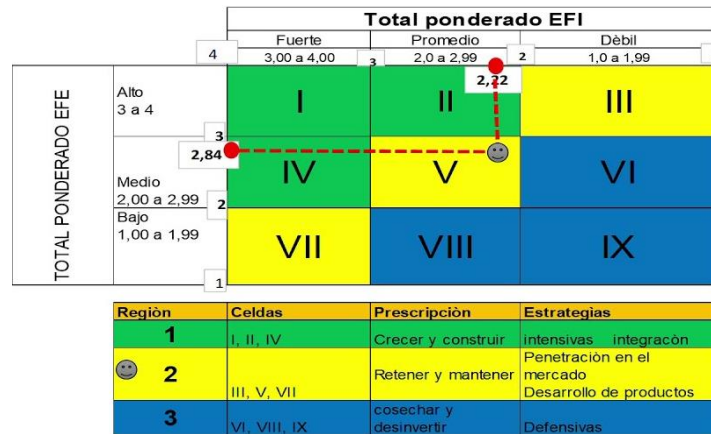 Total ponderado EFI
Fuerte Promedio Dèbil
4 3,00 a 4,00 3 2,0 a 2,99 2 1,0 a 1,99
2,22
TOTAL PONDERADO EFE
Alto
3 a 4
I II III
3
2,84
Medio
2,00 a 2,99
IV V VI
2
Bajo
1,00 a 1,99
VII VIII IX
1
Regiòn Celdas Prescripciòn Estrategìas
1 I, II, IV Crecer y construir intensivas integracòn
2 III, V, VII Retener y mantener Penetraciòn en el
mercado
Desarrollo de productos
3 VI, VIII, IX cosechar y
desinvertir Defensivas